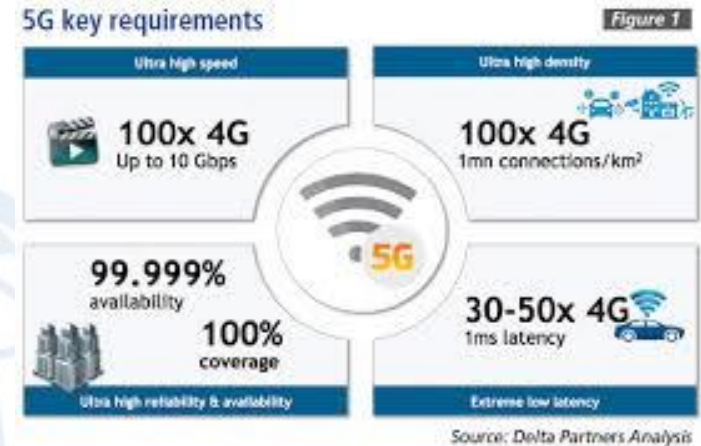 5G key requirements
Figure 1
Ultra high speed
100x 4G
Up to 10 Gbps
Ultra high density
100x 4G
1mn connections/km²
5G
99.999%
availability
100%
coverage
Ultra high reliability & availability
30-50x 4G
1ms latency
Extreme low latency
Source: Delta Partners Analysis